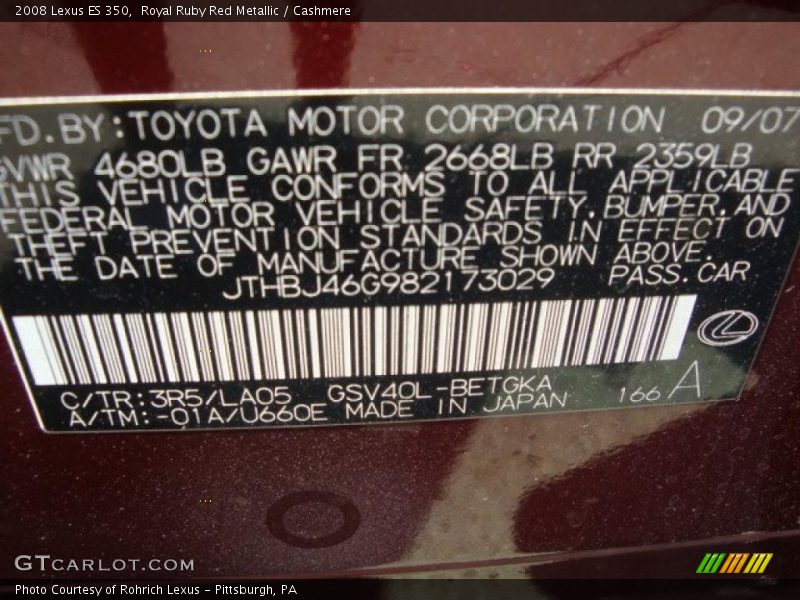 2008 Lexus ES 350, Royal Ruby Red Metallic / Cashmere
FD.BY:TOYOTA MOTOR CORPORATION 09/07
GVWR 4680LB GAWR FR 2668LB RR 2359LB
THIS VEHICLE CONFORMS TO ALL APPLICABLE
FEDERAL MOTOR VEHICLE SAFETY,BUMPER,AND
THEFT PREVENTION STANDARDS IN EFFECT ON
THE DATE OF MANUFACTURE SHOWN ABOVE.
JTHBJ46G982173029 PASS.CAR
C/TR:3R5/LA05 GSV40L-BETGKA
A/TM:-01A/U660E MADE IN JAPAN 166 A
GTCARLOT.COM
Photo Courtesy of Rohrich Lexus - Pittsburgh, PA